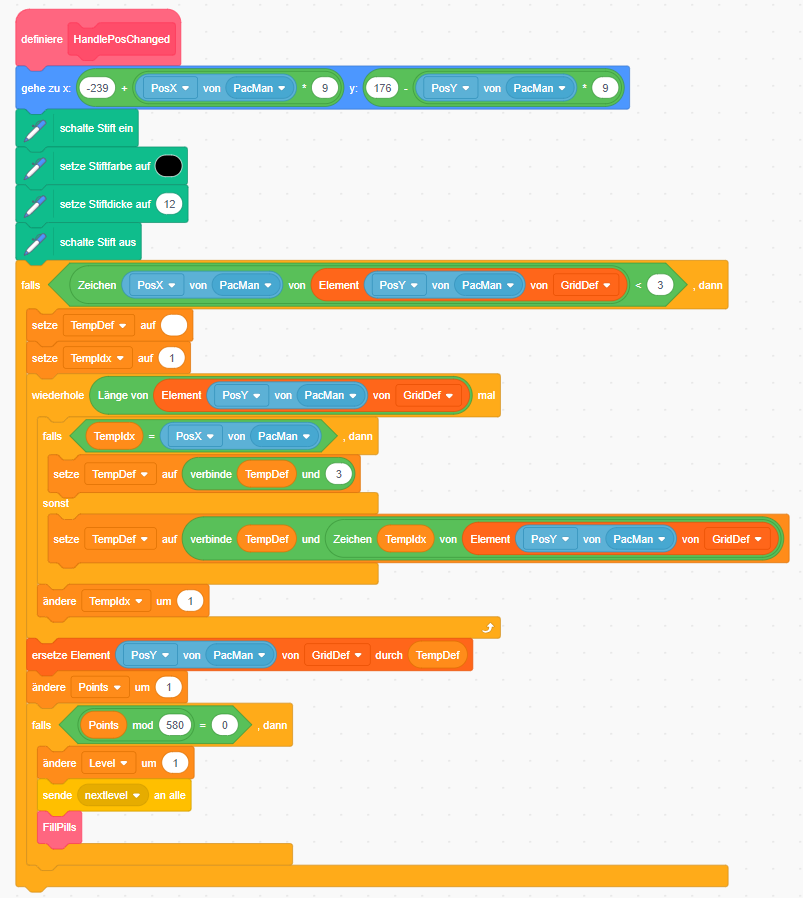 definiere HandlePosChanged
gehe zu x: -239 + PosX von PacMan * 9 y: 176 - PosY von PacMan * 9
schalte Stift ein
setze Stiftfarbe auf
setze Stiftdicke auf 12
schalte Stift aus
falls Zeichen PosX von PacMan von Element PosY von PacMan von GridDef < 3 , dann
setze TempDef auf
setze TempIdx auf 1
wiederhole Länge von Element PosY von PacMan von GridDef mal
falls TempIdx = PosX von PacMan , dann
setze TempDef auf verbinde TempDef und 3
sonst
setze TempDef auf verbinde TempDef und Zeichen TempIdx von Element PosY von PacMan von GridDef
ändere TempIdx um 1
ersetze Element PosY von PacMan von GridDef durch TempDef
ändere Points um 1
falls Points mod 580 = 0 , dann
ändere Level um 1
sende nextlevel an alle
FillPills